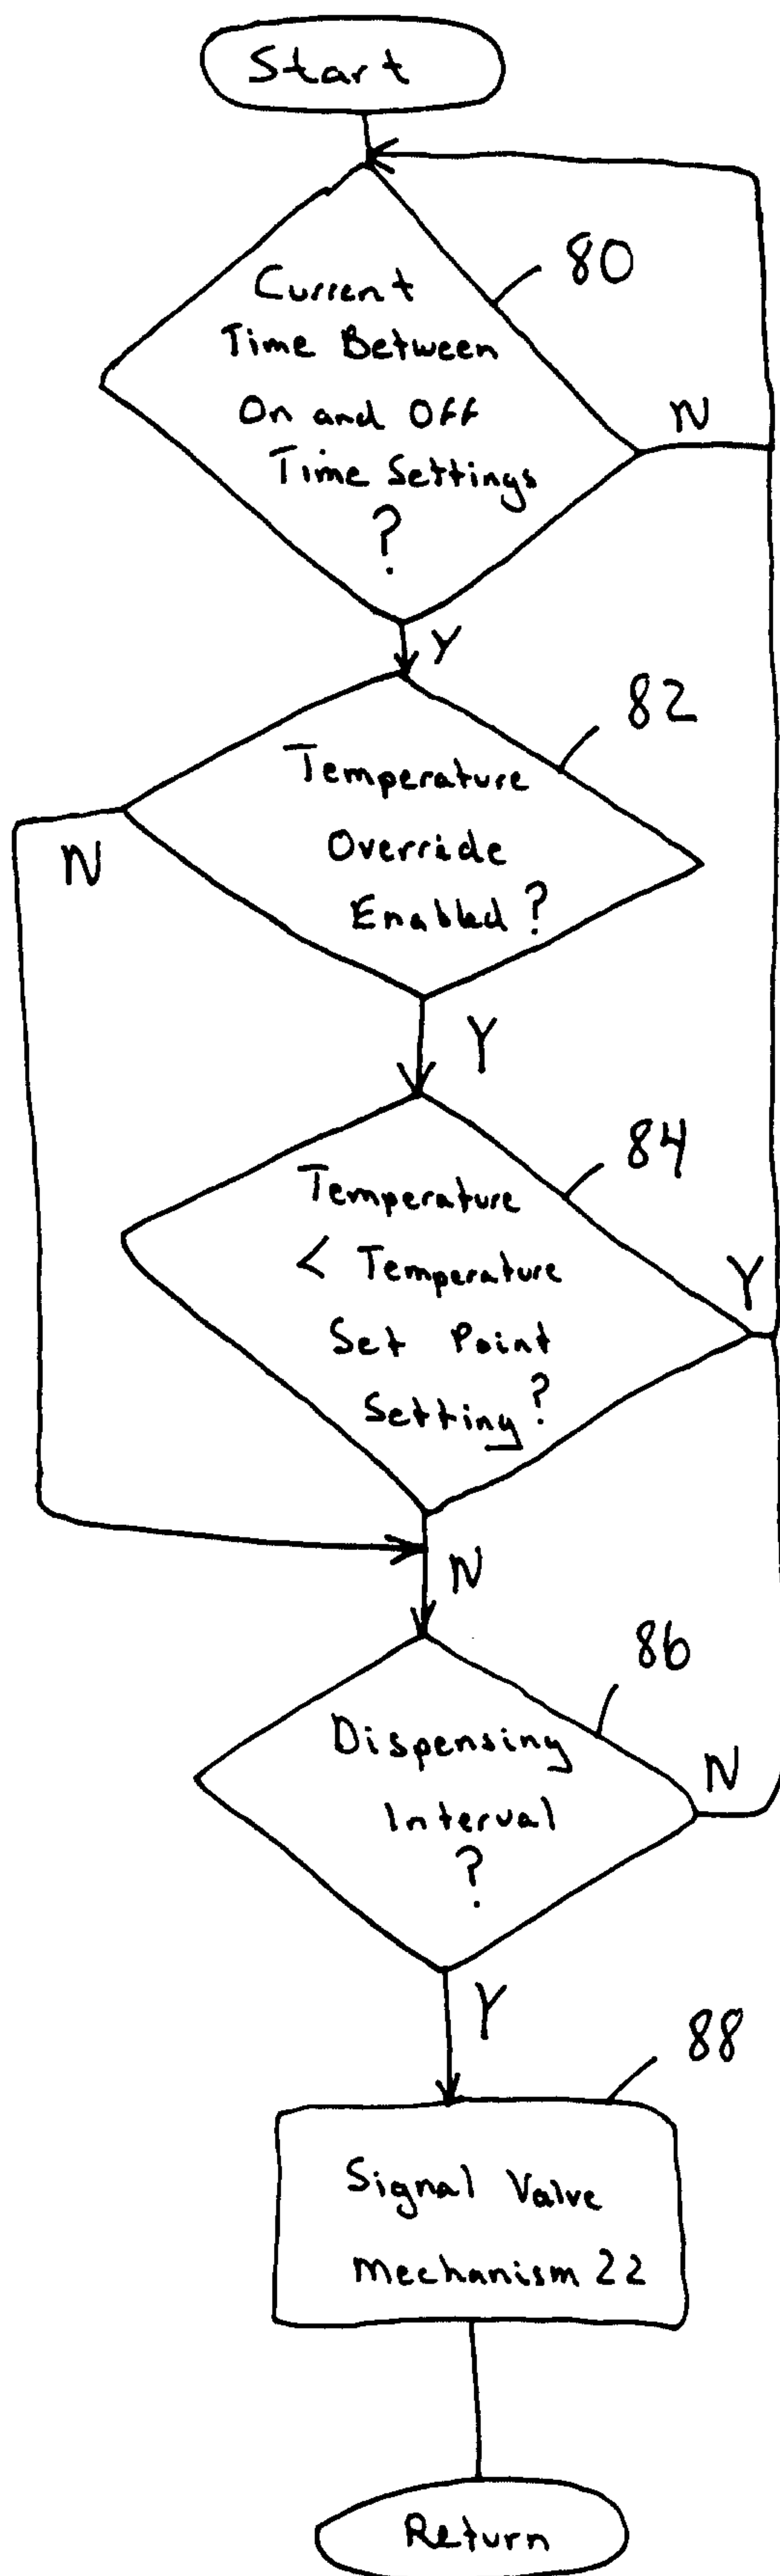 Start
80
Current
Time Between
On and Off
Time Settings
?
N
Y
82
Temperature
Override
Enabled?
N
Y
84
Temperature
< Temperature
Set Point
Setting?
Y
N
86
Dispensing
Interval
?
N
Y
88
Signal Valve
Mechanism 22
Return